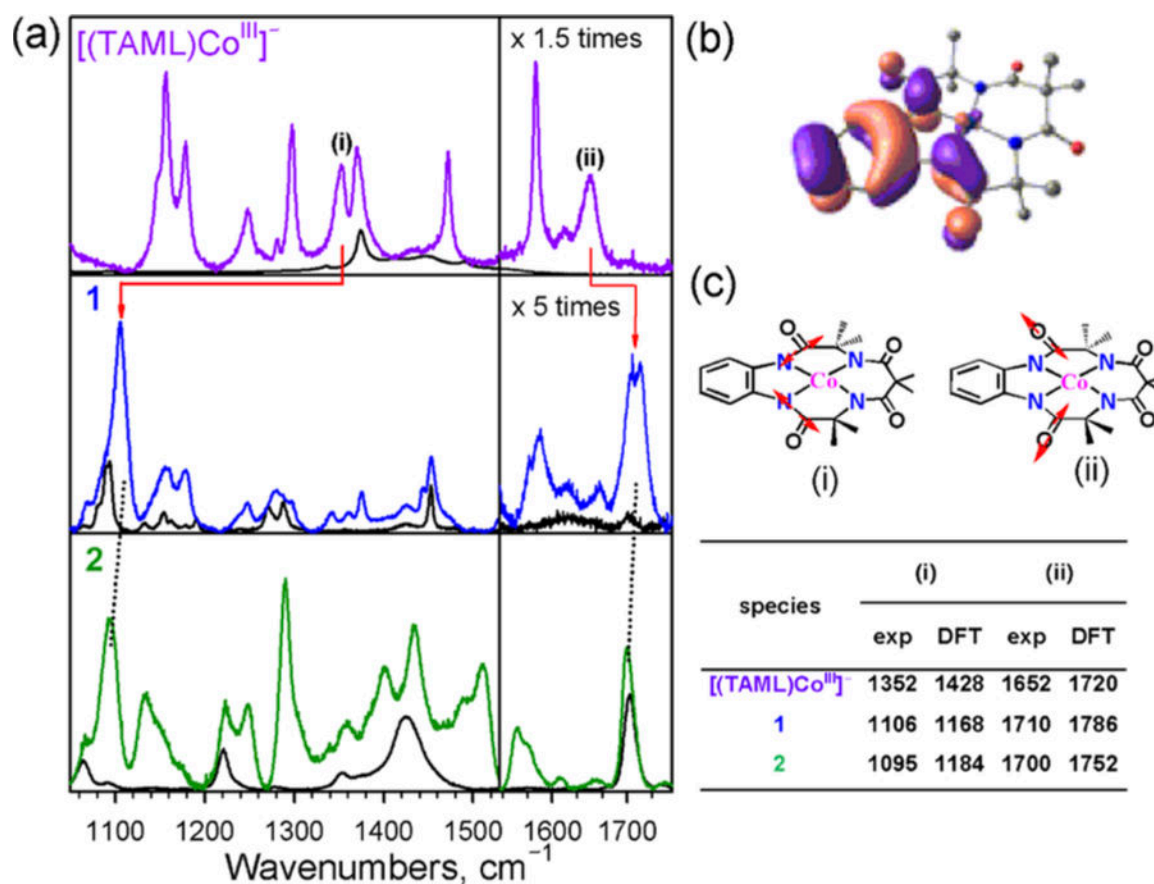 (a)
[(TAML)Co^III]^−
x 1.5 times
(i)
(ii)
1
x 5 times
2
1100 1200 1300 1400 1500 1600 1700
Wavenumbers, cm^−1
(b)
(c)
O
N
N
Co
N
N
O
O
O
(i)
O
N
N
Co
N
N
O
O
O
(ii)
species (i) (ii)
exp DFT exp DFT
[(TAML)Co^III]^− 1352 1428 1652 1720
1 1106 1168 1710 1786
2 1095 1184 1700 1752